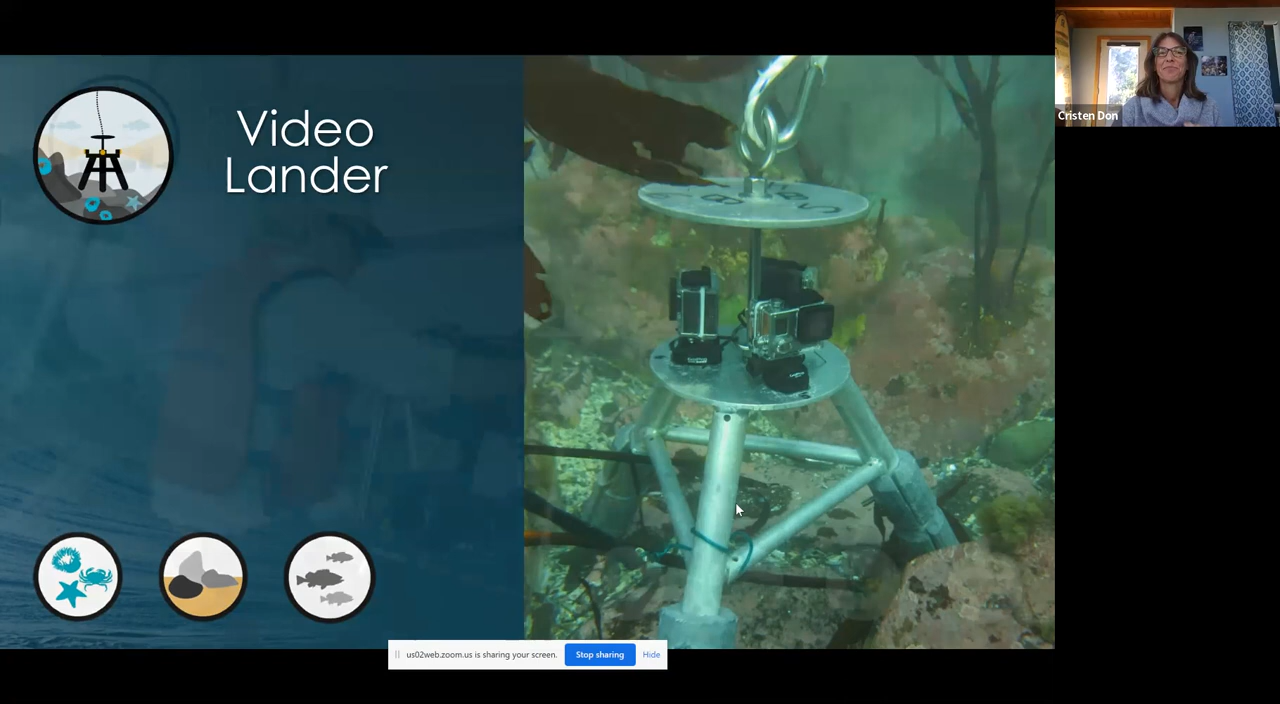 Video
Lander
Cristen Don
us02web.zoom.us is sharing your screen.
Stop sharing
Hide